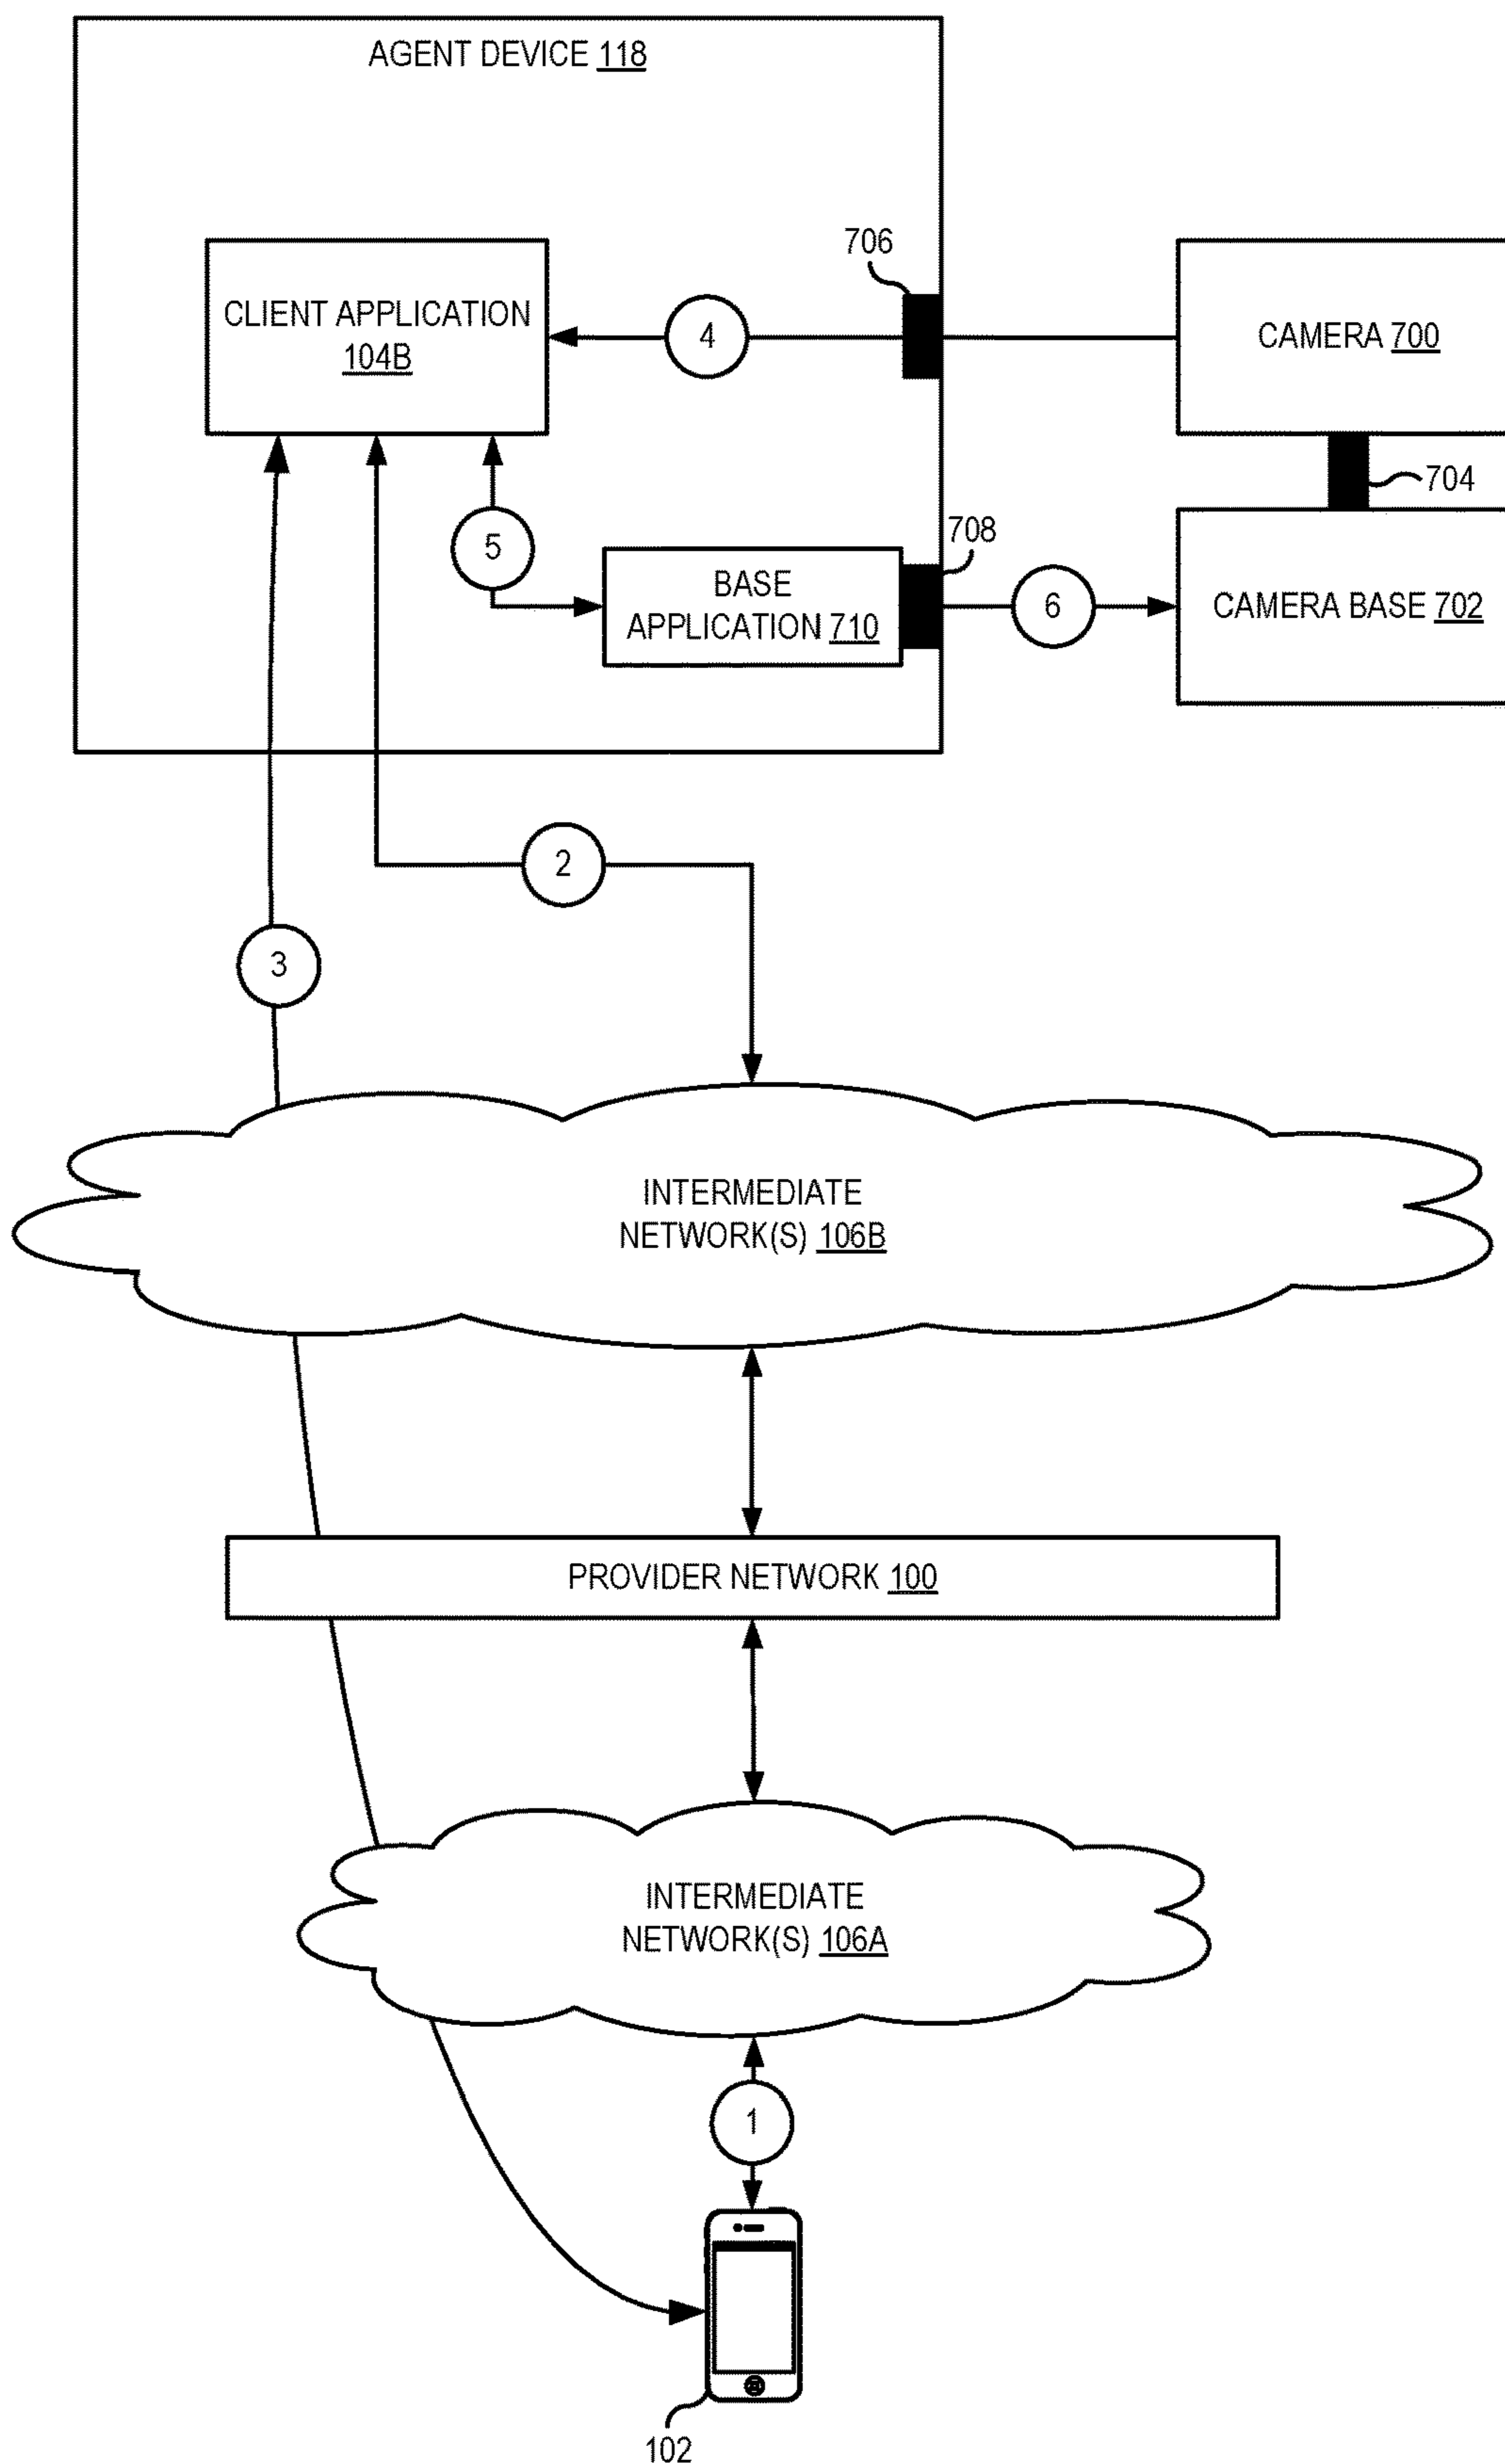 AGENT DEVICE 118
706
CLIENT APPLICATION
104B
4
CAMERA 700
704
5
708
BASE
APPLICATION 710
6
CAMERA BASE 702
2
3
INTERMEDIATE
NETWORK(S) 106B
PROVIDER NETWORK 100
INTERMEDIATE
NETWORK(S) 106A
1
102